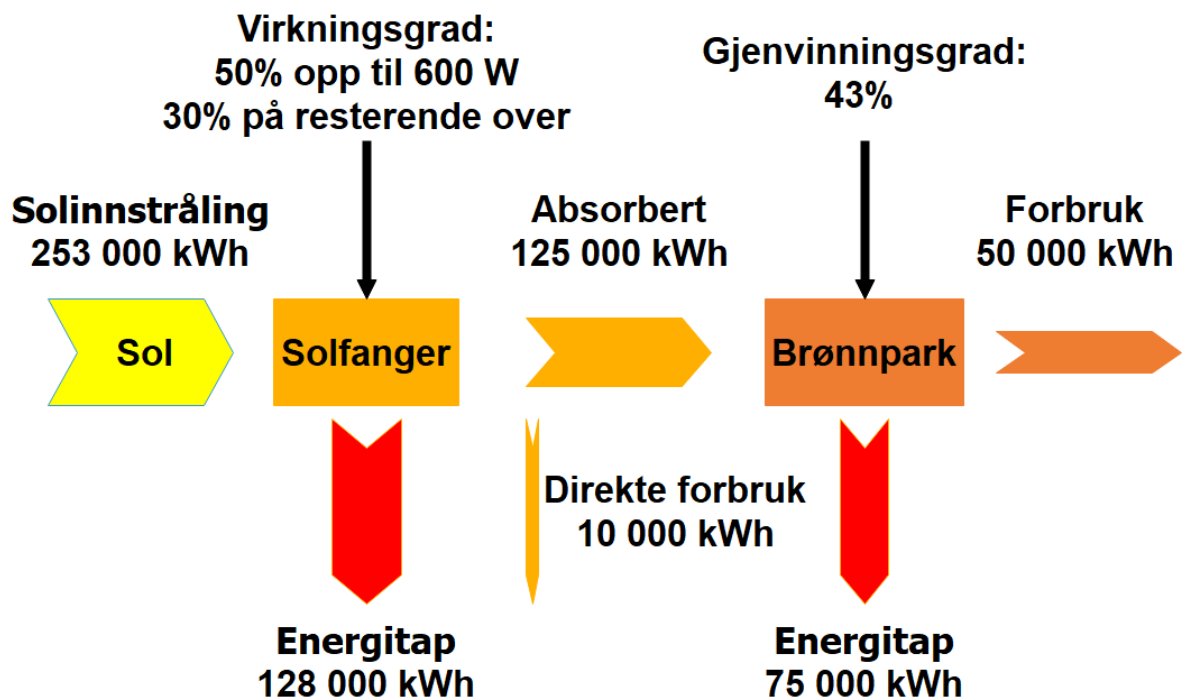 Virkningsgrad:
50% opp til 600 W
30% på resterende over
Gjenvinningsgrad:
43%
Solinnstråling
253 000 kWh
Absorbert
125 000 kWh
Forbruk
50 000 kWh
Sol
Solfanger
Brønnpark
Direkte forbruk
10 000 kWh
Energitap
128 000 kWh
Energitap
75 000 kWh